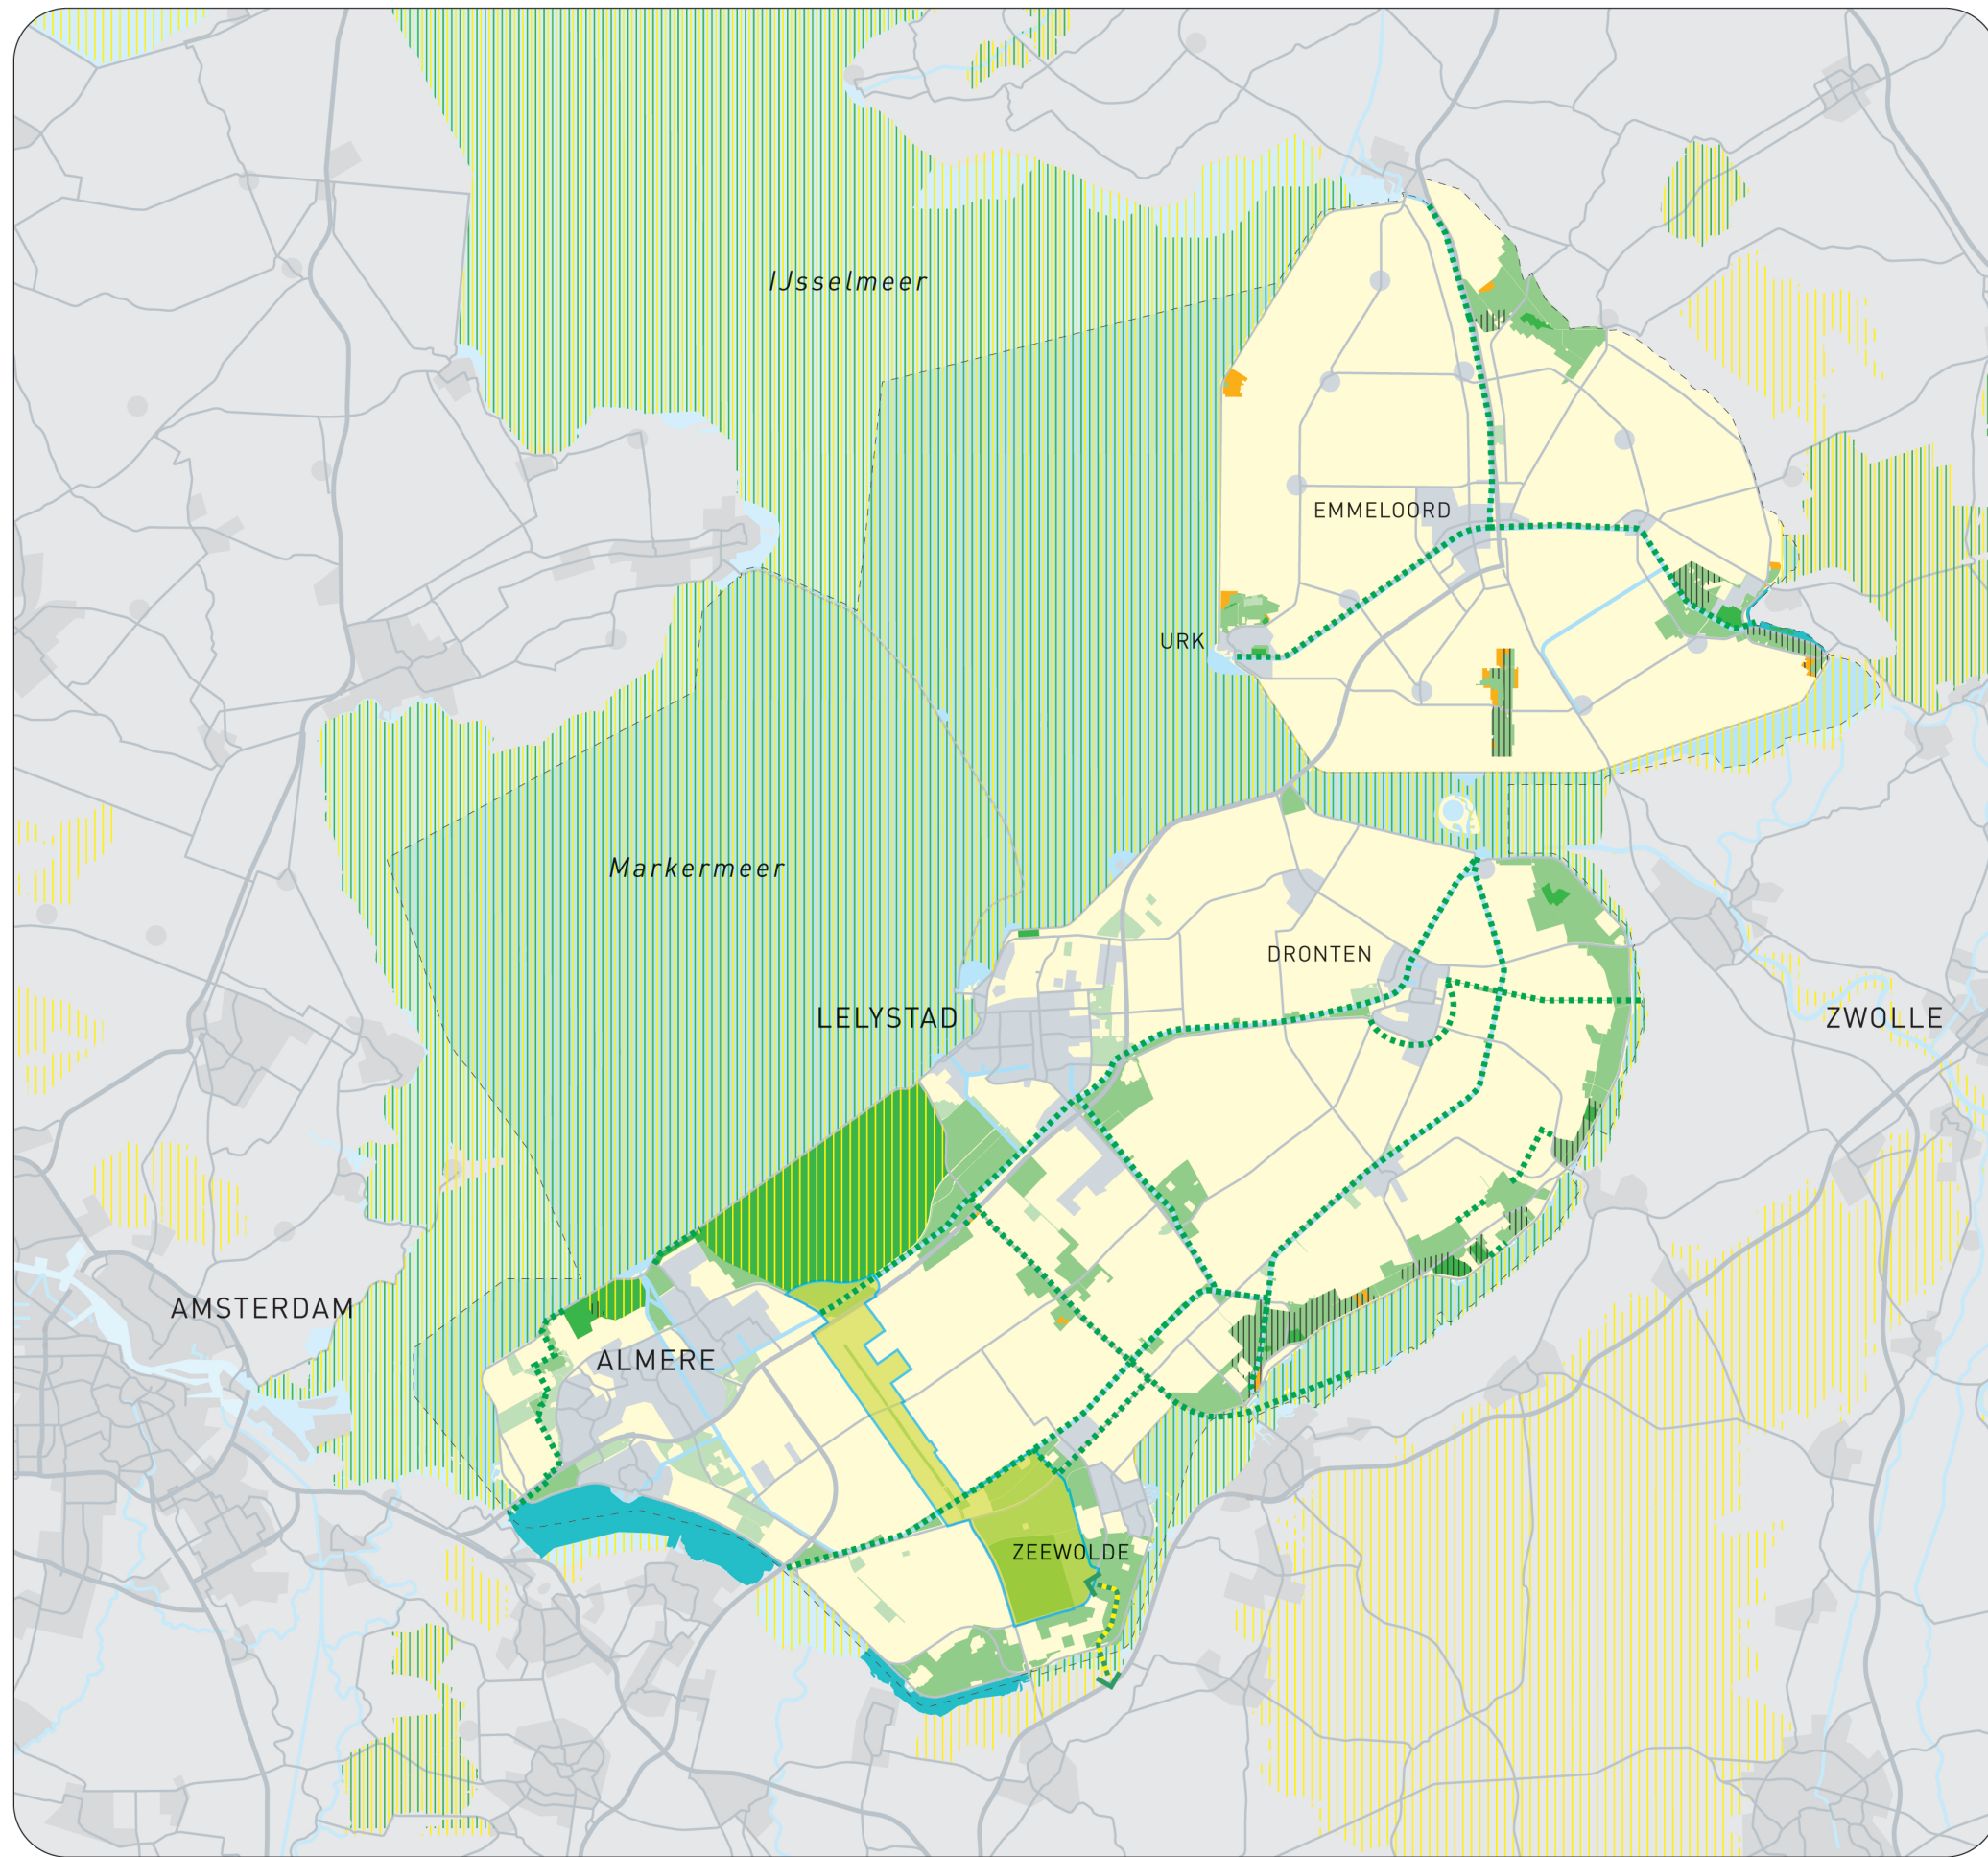 IJsselmeer
EMMELOORD
URK
Markermeer
DRONTEN
LELYSTAD
ZWOLLE
AMSTERDAM
ALMERE
ZEEWOLDE